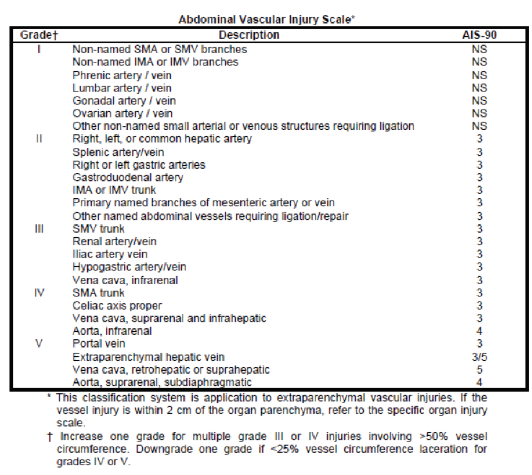 Abdominal Vascular Injury Scale*
Grade† Description AIS-90
I Non-named SMA or SMV branches NS
Non-named IMA or IMV branches NS
Phrenic artery / vein NS
Lumbar artery / vein NS
Gonadal artery / vein NS
Ovarian artery / vein NS
Other non-named small arterial or venous structures requiring ligation NS
II Right, left, or common hepatic artery 3
Splenic artery/vein 3
Right or left gastric arteries 3
Gastroduodenal artery 3
IMA or IMV trunk 3
Primary named branches of mesenteric artery or vein 3
Other named abdominal vessels requiring ligation/repair 3
III SMV trunk 3
Renal artery/vein 3
Iliac artery vein 3
Hypogastric artery/vein 3
Vena cava, infrarenal 3
IV SMA trunk 3
Celiac axis proper 3
Vena cava, suprarenal and infrahepatic 3
Aorta, infrarenal 4
V Portal vein 3
Extraparenchymal hepatic vein 3/5
Vena cava, retrohepatic or suprahepatic 5
Aorta, suprarenal, subdiaphragmatic 4
* This classification system is application to extraparenchymal vascular injuries. If the
vessel injury is within 2 cm of the organ parenchyma, refer to the specific organ injury
scale.
† Increase one grade for multiple grade III or IV injuries involving >50% vessel
circumference. Downgrade one grade if <25% vessel circumference laceration for
grades IV or V.